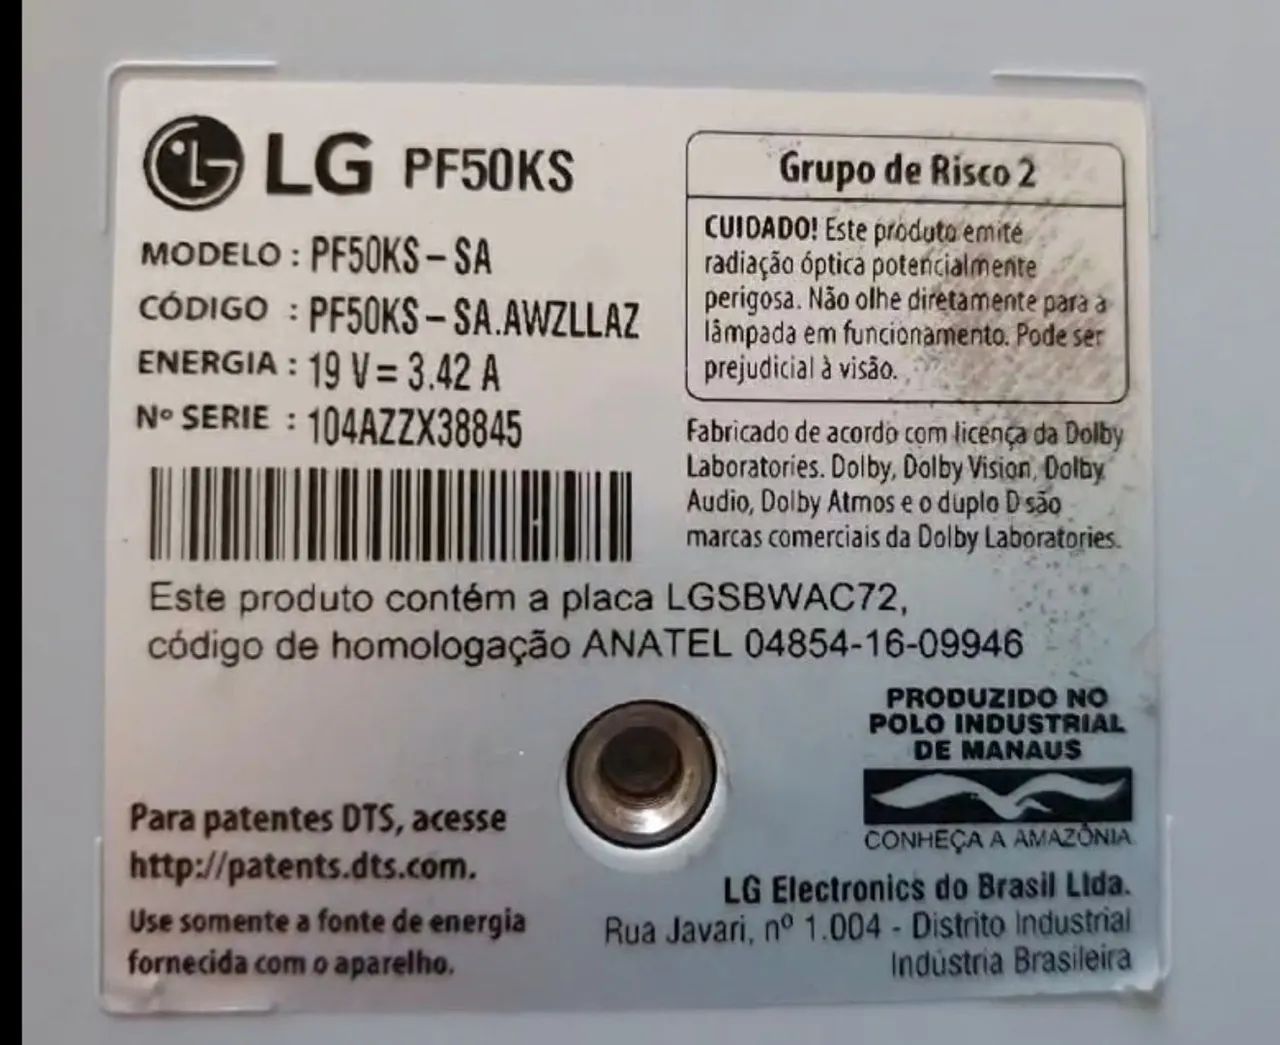 LG PF50KS
MODELO : PF50KS-SA
CÓDIGO : PF50KS-SA.AWZLLAZ
ENERGIA : 19 V = 3.42 A
Nº SERIE : 104AZZX38845
Este produto contém a placa LGSBWAC72,
código de homologação ANATEL 04854-16-09946
Grupo de Risco 2
CUIDADO! Este produto emite
radiação óptica potencialmente
perigosa. Não olhe diretamente para a
lâmpada em funcionamento. Pode ser
prejudicial à visão.
Fabricado de acordo com licença da Dolby
Laboratories. Dolby, Dolby Vision, Dolby
Audio, Dolby Atmos e o duplo D são
marcas comerciais da Dolby Laboratories.
PRODUZIDO NO
POLO INDUSTRIAL
DE MANAUS
CONHEÇA A AMAZÔNIA
Para patentes DTS, acesse
http://patents.dts.com.
Use somente a fonte de energia
fornecida com o aparelho.
LG Electronics do Brasil Ltda.
Rua Javari, nº 1.004 - Distrito Industrial
Indústria Brasileira